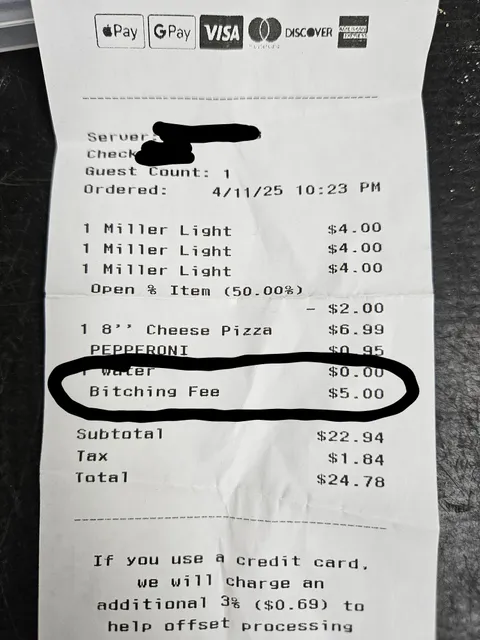 Pay G Pay VISA DISCOVER
Server:
Check
Guest Count: 1
Ordered: 4/11/25 10:23 PM
1 Miller Light $4.00
1 Miller Light $4.00
1 Miller Light $4.00
Open % Item (50.00%)
- $2.00
1 8'' Cheese Pizza $6.99
PEPPERONI $0.95
1 water $0.00
Bitching Fee $5.00
Subtotal $22.94
Tax $1.84
Total $24.78
If you use a credit card,
we will charge an
additional 3% ($0.69) to
help offset processing